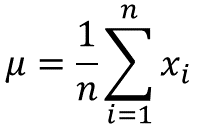 μ = 1/n ∑_{i=1}^{n} x_i